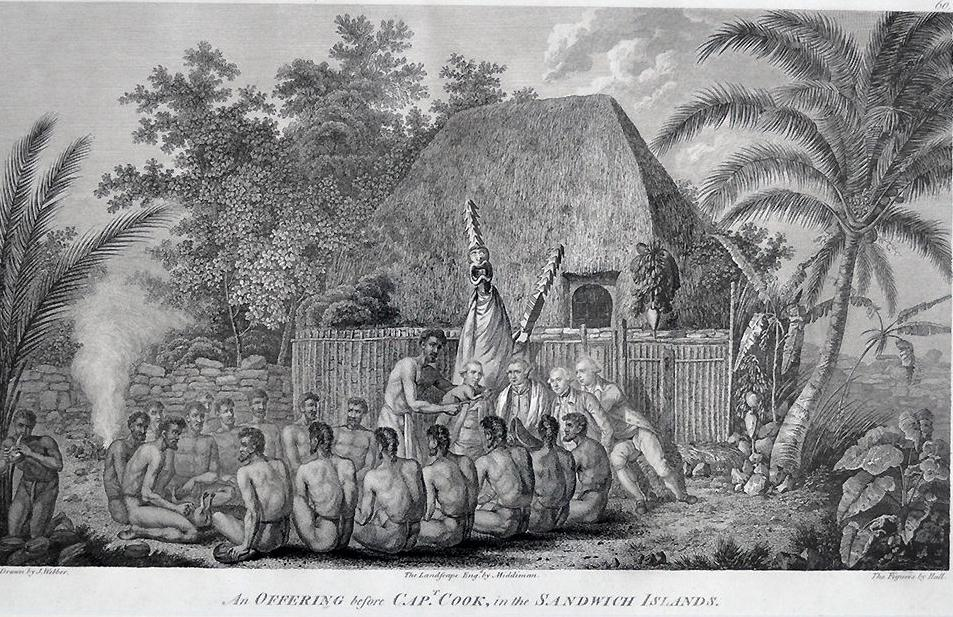 60.
Drawn by J. Webber.
The Landscape Eng. by Middiman.
The Figures by Hall.
An OFFERING before CAP.T COOK, in the SANDWICH ISLANDS.